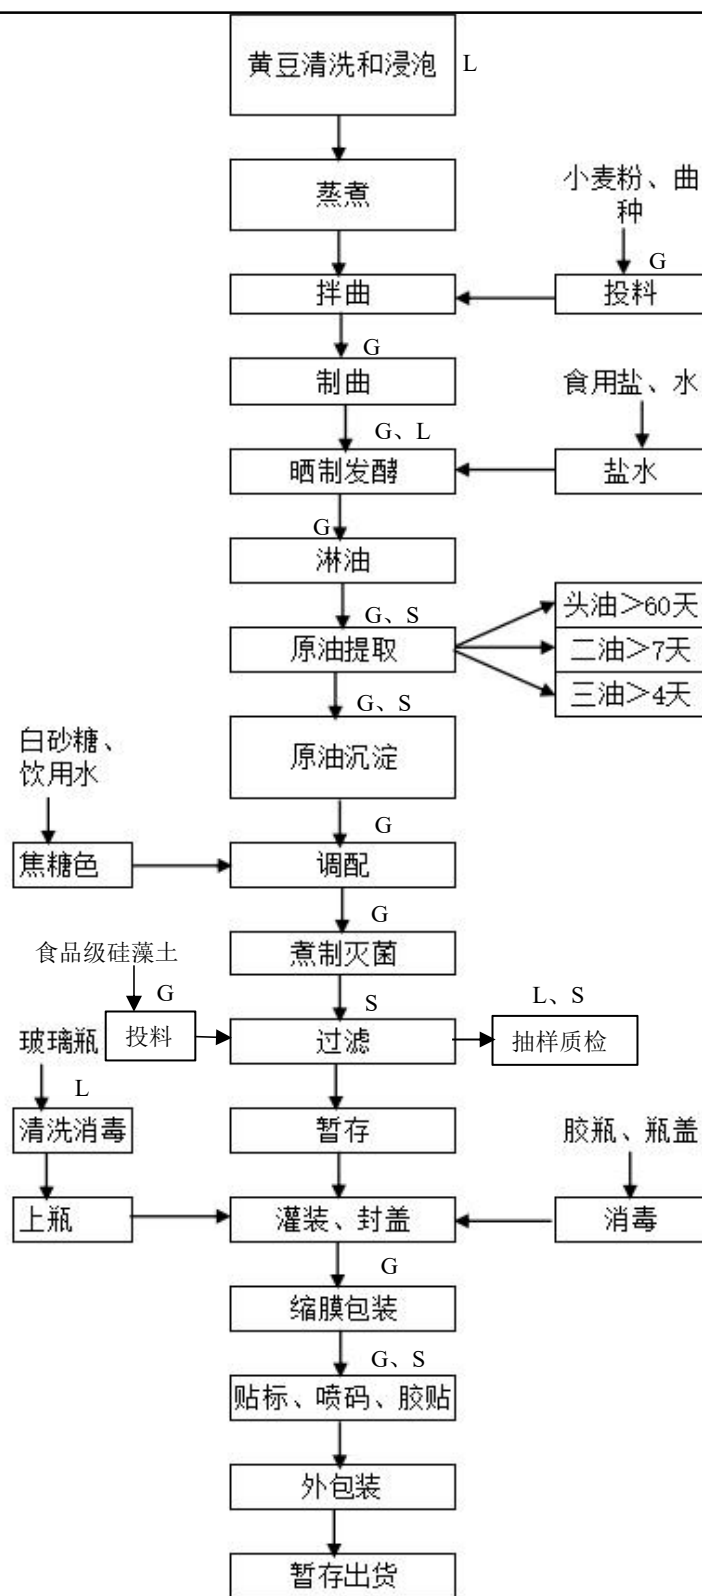 黄豆清洗和浸泡
L
蒸煮
小麦粉、曲
种
G
拌曲
投料
G
制曲
食用盐、水
G、L
晒制发酵
盐水
G
淋油
头油>60天
G、S
原油提取
二油>7天
三油>4天
G、S
白砂糖、
饮用水
原油沉淀
G
焦糖色
调配
G
煮制灭菌
食品级硅藻土
G
S
L、S
玻璃瓶
投料
过滤
抽样质检
L
清洗消毒
暂存
胶瓶、瓶盖
上瓶
灌装、封盖
消毒
G
缩膜包装
G、S
贴标、喷码、胶贴
外包装
暂存出货